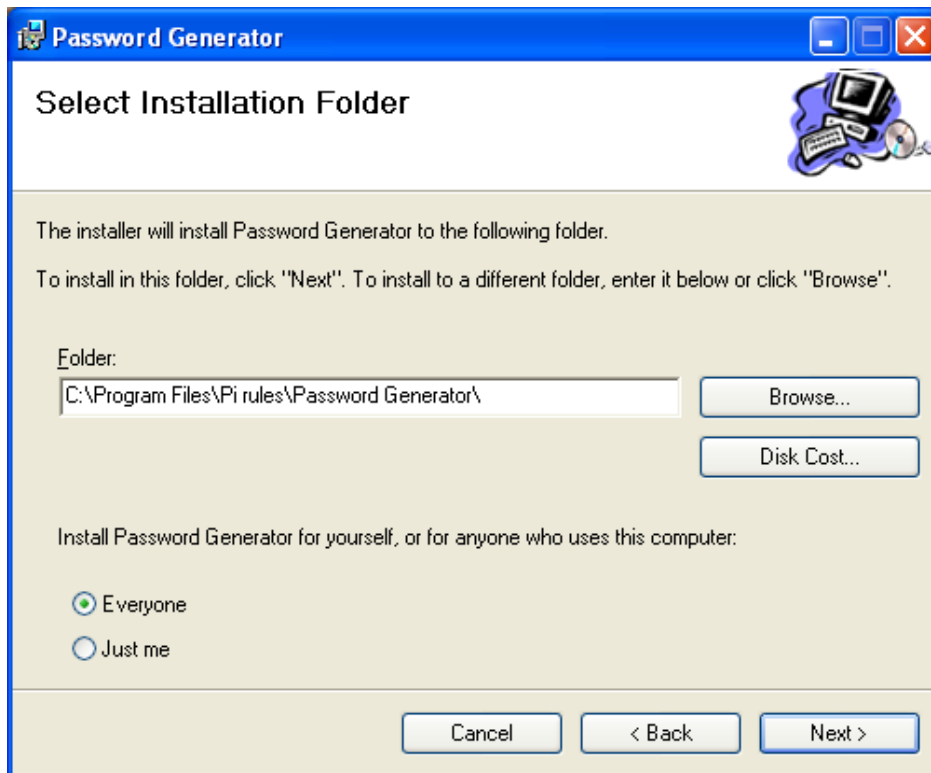 Password Generator
Select Installation Folder
The installer will install Password Generator to the following folder.
To install in this folder, click "Next". To install to a different folder, enter it below or click "Browse".
Folder:
C:\Program Files\Pi rules\Password Generator\
Browse...
Disk Cost...
Install Password Generator for yourself, or for anyone who uses this computer:
Everyone
Just me
Cancel
< Back
Next >